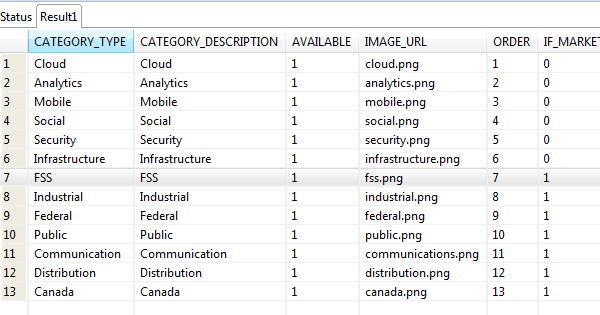 Status Result1
CATEGORY_TYPE CATEGORY_DESCRIPTION AVAILABLE IMAGE_URL ORDER IF_MARKET
1 Cloud Cloud 1 cloud.png 1 0
2 Analytics Analytics 1 analytics.png 2 0
3 Mobile Mobile 1 mobile.png 3 0
4 Social Social 1 social.png 4 0
5 Security Security 1 security.png 5 0
6 Infrastructure Infrastructure 1 infrastructure.png 6 0
7 FSS FSS 1 fss.png 7 1
8 Industrial Industrial 1 industrial.png 8 1
9 Federal Federal 1 federal.png 9 1
10 Public Public 1 public.png 10 1
11 Communication Communication 1 communications.png 11 1
12 Distribution Distribution 1 distribution.png 12 1
13 Canada Canada 1 canada.png 13 1